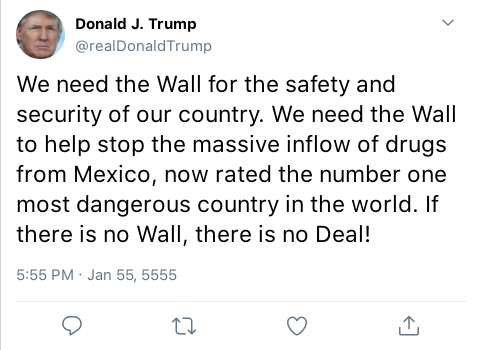 Donald J. Trump
@realDonaldTrump
We need the Wall for the safety and
security of our country. We need the Wall
to help stop the massive inflow of drugs
from Mexico, now rated the number one
most dangerous country in the world. If
there is no Wall, there is no Deal!
5:55 PM · Jan 55, 5555